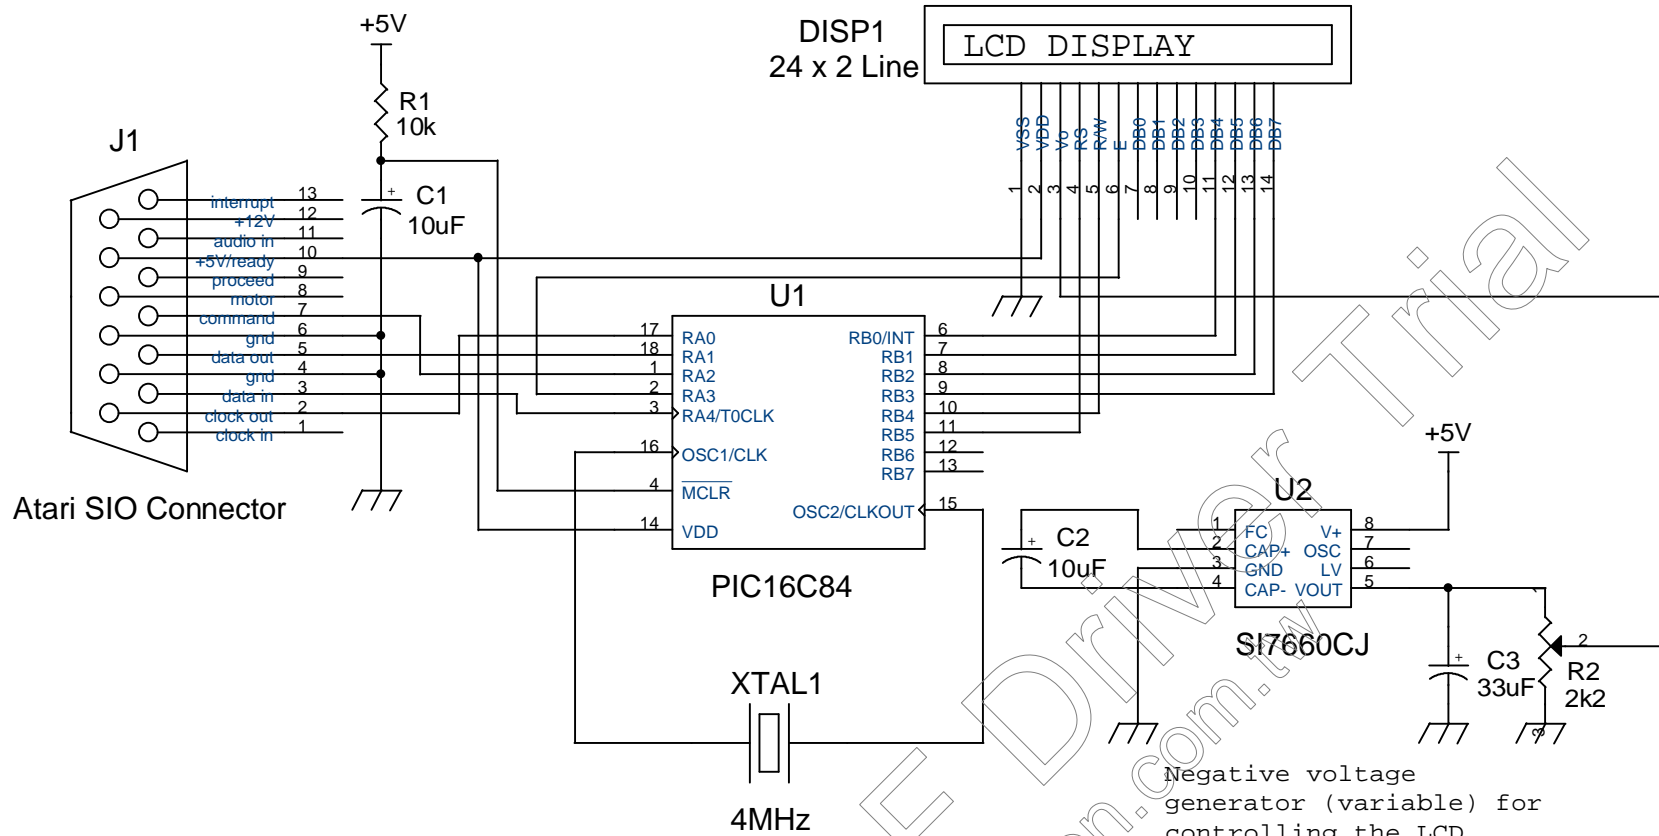 +5V
R1
10k
C1
10uF
J1
13 interrupt
12 +12V
11 audio in
10 +5V/ready
9 proceed
8 motor
7 command
6 gnd
5 data out
4 gnd
3 data in
2 clock out
1 clock in
Atari SIO Connector
DISP1
24 x 2 Line
LCD DISPLAY
VSS
VDD
Vo
RS
R/W
E
DB0
DB1
DB2
DB3
DB4
DB5
DB6
DB7
1
2
3
4
5
6
7
8
9
10
11
12
13
14
U1
17 RA0
18 RA1
1 RA2
2 RA3
3 RA4/T0CLK
16 OSC1/CLK
4 MCLR
14 VDD
RB0/INT 6
RB1 7
RB2 8
RB3 9
RB4 10
RB5 11
RB6 12
RB7 13
OSC2/CLKOUT 15
PIC16C84
XTAL1
4MHz
+5V
U2
1 FC
2 CAP+
3 GND
4 CAP-
V+ 8
OSC 7
LV 6
VOUT 5
SI7660CJ
C2
10uF
C3
33uF
1
2
3
R2
2k2
Negative voltage
generator (variable) for
controlling the LCD
E Driver Trial
on.com.tw